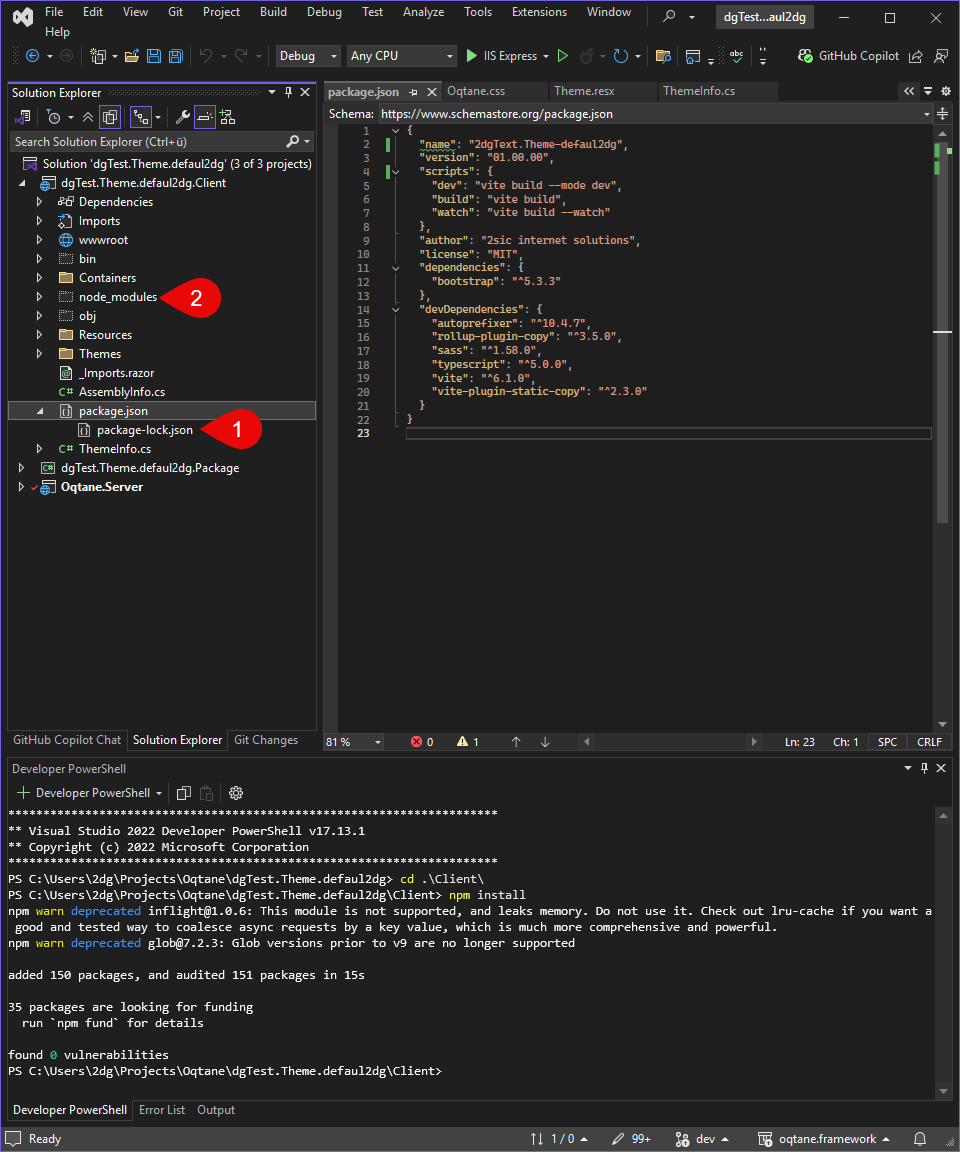 File Edit View Git Project Build Debug Test Analyze Tools Extensions Window dgTest...aul2dg
Help
Debug Any CPU IIS Express GitHub Copilot
Solution Explorer
Search Solution Explorer (Ctrl+ü)
Solution 'dgTest.Theme.defaul2dg' (3 of 3 projects)
dgTest.Theme.defaul2dg.Client
Dependencies
Imports
wwwroot
bin
Containers
node_modules 2
obj
Resources
Themes
_Imports.razor
C# AssemblyInfo.cs
package.json
package-lock.json 1
C# ThemeInfo.cs
C# dgTest.Theme.defaul2dg.Package
Oqtane.Server
GitHub Copilot Chat Solution Explorer Git Changes
package.json Oqtane.css Theme.resx ThemeInfo.cs
Schema: https://www.schemastore.org/package.json
1 {
2 "name": "2dgText.Theme-defaul2dg",
3 "version": "01.00.00",
4 "scripts": {
5 "dev": "vite build --mode dev",
6 "build": "vite build",
7 "watch": "vite build --watch"
8 },
9 "author": "2sic internet solutions",
10 "license": "MIT",
11 "dependencies": {
12 "bootstrap": "^5.3.3"
13 },
14 "devDependencies": {
15 "autoprefixer": "^10.4.7",
16 "rollup-plugin-copy": "^3.5.0",
17 "sass": "^1.58.0",
18 "typescript": "^5.0.0",
19 "vite": "^6.1.0",
20 "vite-plugin-static-copy": "^2.3.0"
21 }
22 }
23
81 % 0 1 Ln: 23 Ch: 1 SPC CRLF
Developer PowerShell
Developer PowerShell
**********************************************************************
** Visual Studio 2022 Developer PowerShell v17.13.1
** Copyright (c) 2022 Microsoft Corporation
**********************************************************************
PS C:\Users\2dg\Projects\Oqtane\dgTest.Theme.defaul2dg> cd .\Client\
PS C:\Users\2dg\Projects\Oqtane\dgTest.Theme.defaul2dg\Client> npm install
npm warn deprecated inflight@1.0.6: This module is not supported, and leaks memory. Do not use it. Check out lru-cache if you want a
good and tested way to coalesce async requests by a key value, which is much more comprehensive and powerful.
npm warn deprecated glob@7.2.3: Glob versions prior to v9 are no longer supported
added 150 packages, and audited 151 packages in 15s
35 packages are looking for funding
run `npm fund` for details
found 0 vulnerabilities
PS C:\Users\2dg\Projects\Oqtane\dgTest.Theme.defaul2dg\Client>
Developer PowerShell Error List Output
Ready 1 / 0 99+ dev oqtane.framework